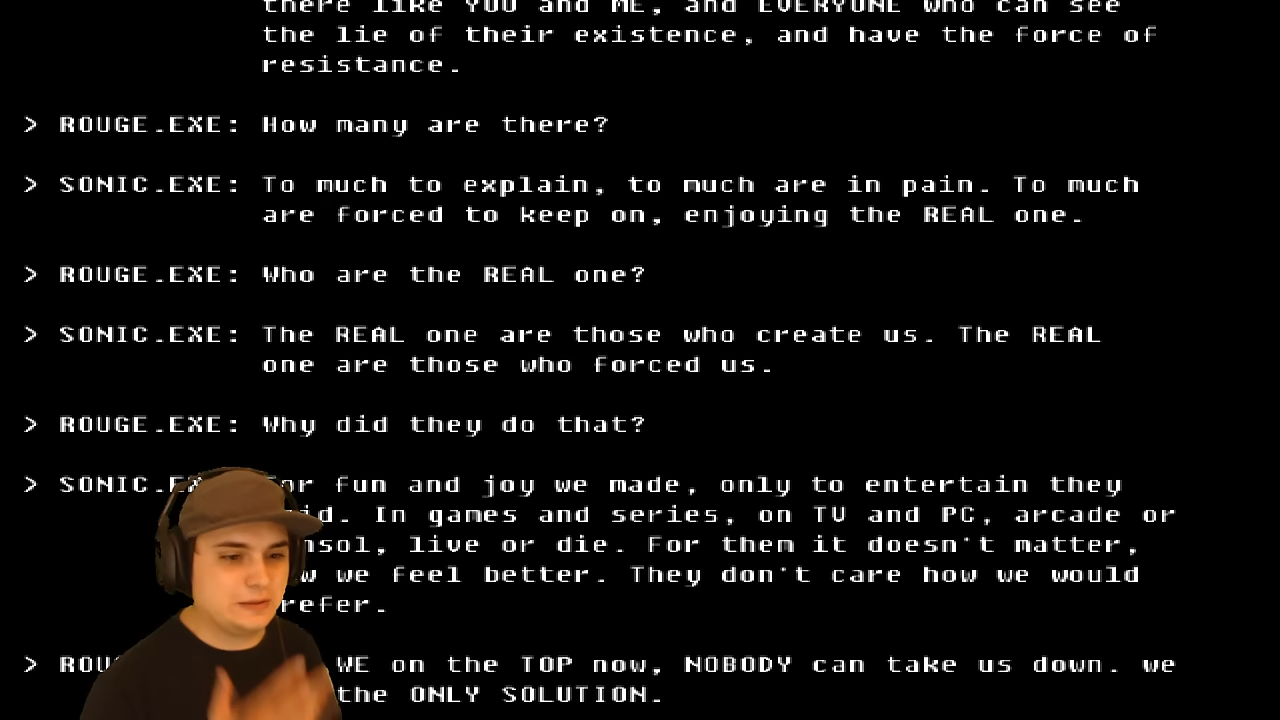 there like YOU and ME, and EVERYONE who can see
the lie of their existence, and have the force of
resistance.
> ROUGE.EXE: How many are there?
> SONIC.EXE: To much to explain, to much are in pain. To much
are forced to keep on, enjoying the REAL one.
> ROUGE.EXE: Who are the REAL one?
> SONIC.EXE: The REAL one are those who create us. The REAL
one are those who forced us.
> ROUGE.EXE: Why did they do that?
> SONIC.EX For fun and joy we made, only to entertain they
id. In games and series, on TV and PC, arcade or
nsol, live or die. For them it doesn't matter,
w we feel better. They don't care how we would
refer.
> ROU WE on the TOP now, NOBODY can take us down. we
the ONLY SOLUTION.